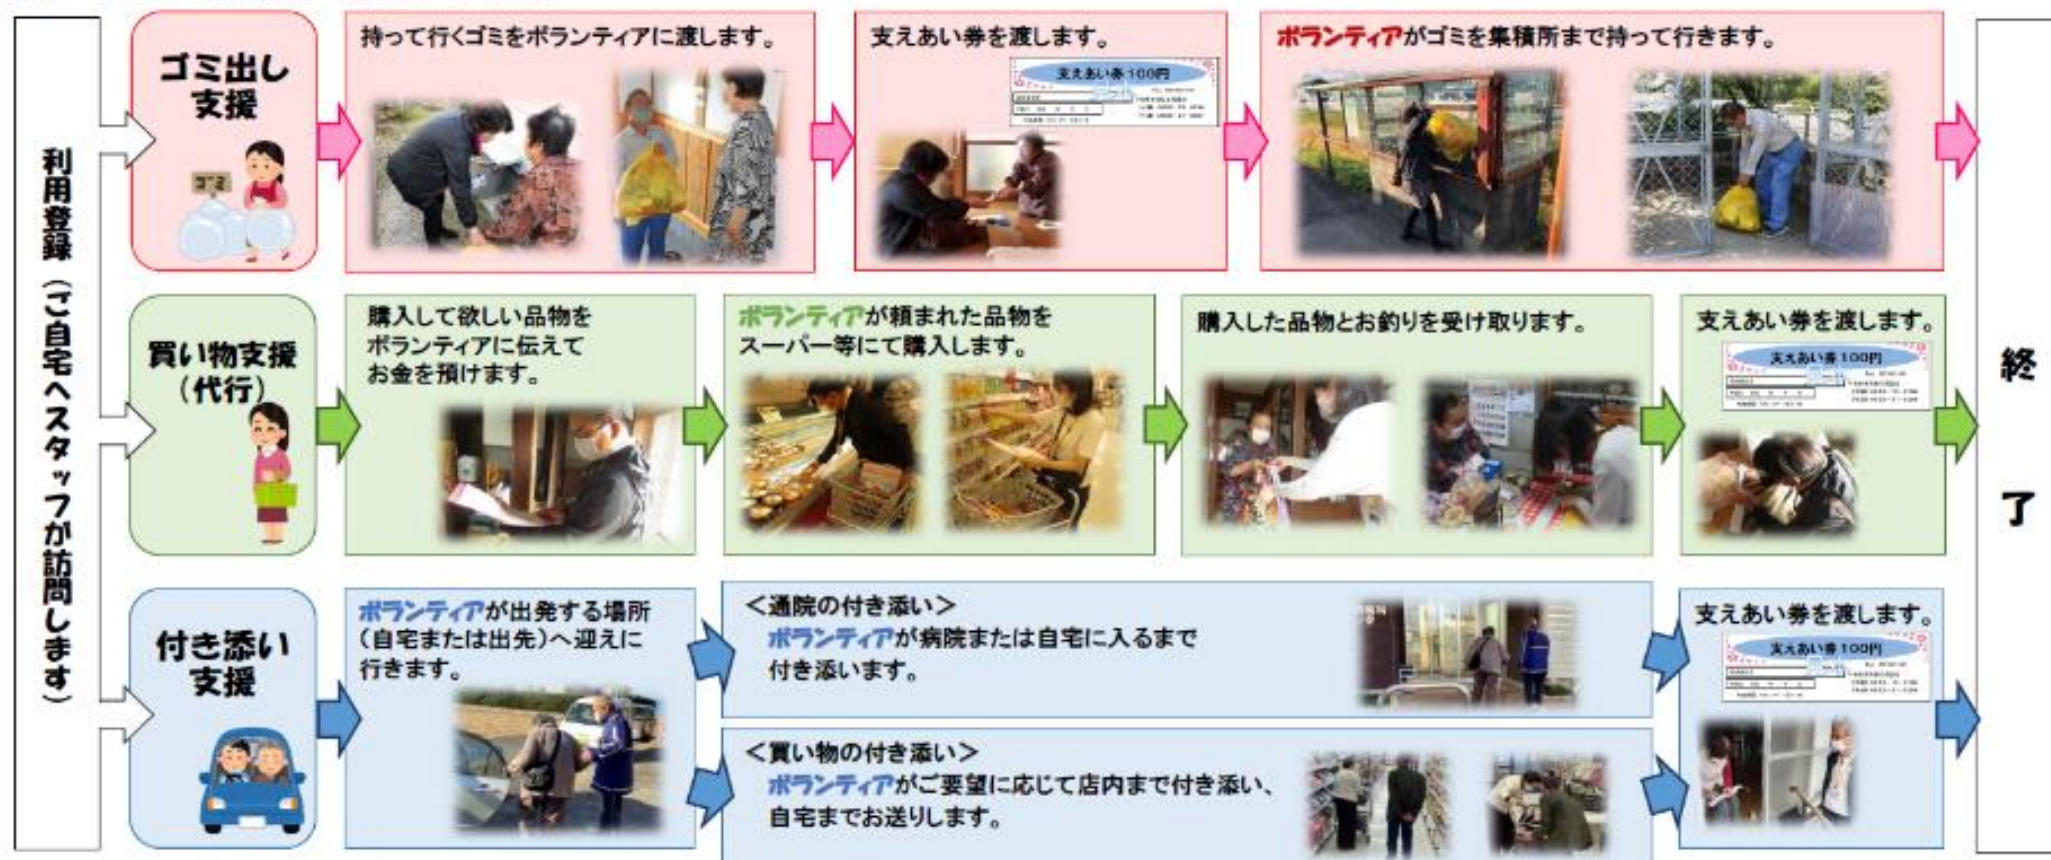 利用登録（ご自宅へスタッフが訪問します）
ゴミ出し
支援
ゴミ
持って行くゴミをボランティアに渡します。
支えあい券を渡します。
支えあい券100円
ボランティアがゴミを集積所まで持って行きます。
買い物支援
（代行）
購入して欲しい品物を
ボランティアに伝えて
お金を預けます。
ボランティアが頼まれた品物を
スーパー等にて購入します。
購入した品物とお釣りを受け取ります。
支えあい券を渡します。
支えあい券100円
付き添い
支援
ボランティアが出発する場所
（自宅または出先）へ迎えに
行きます。
＜通院の付き添い＞
ボランティアが病院または自宅に入るまで
付き添います。
＜買い物の付き添い＞
ボランティアがご要望に応じて店内まで付き添い、
自宅までお送りします。
支えあい券を渡します。
支えあい券100円
終了